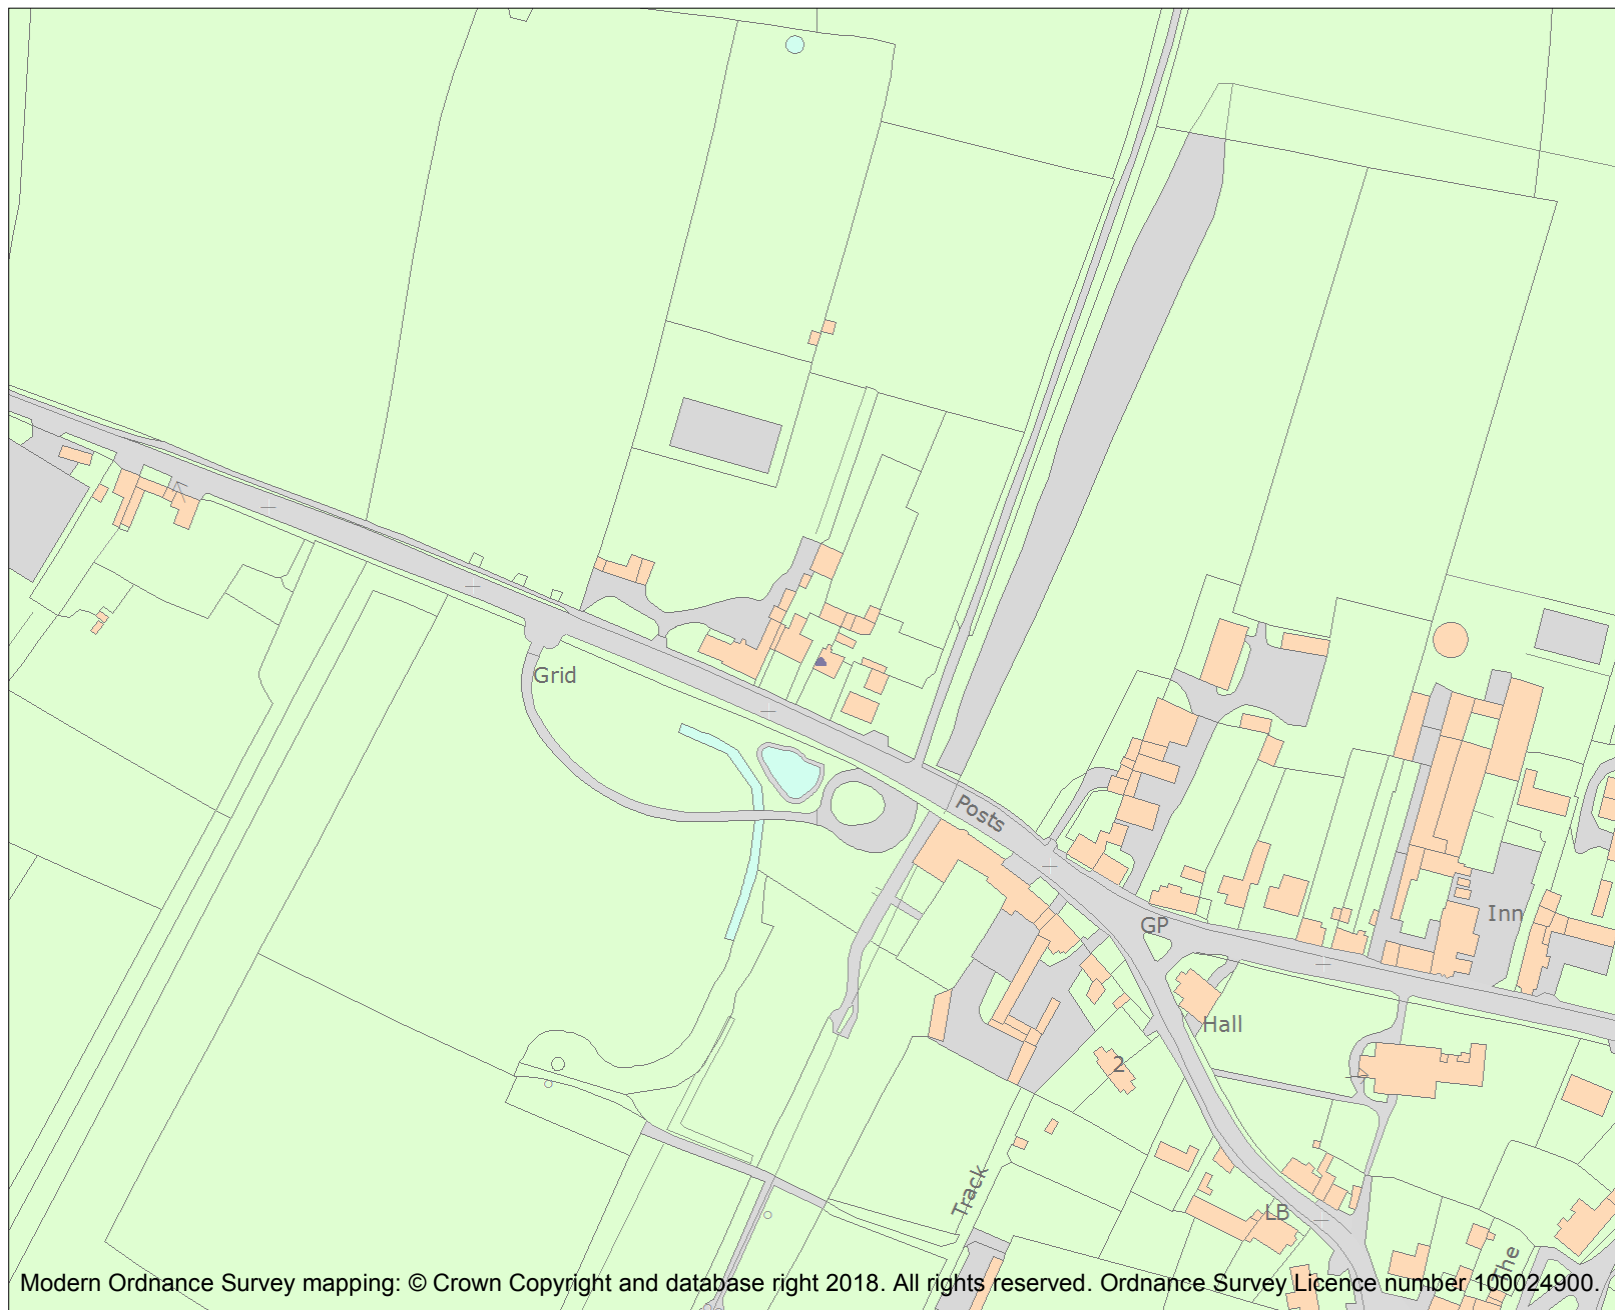 Grid
Posts
GP
Inn
Hall
2
Track
LB
The
Modern Ordnance Survey mapping: © Crown Copyright and database right 2018. All rights reserved. Ordnance Survey Licence number 100024900.